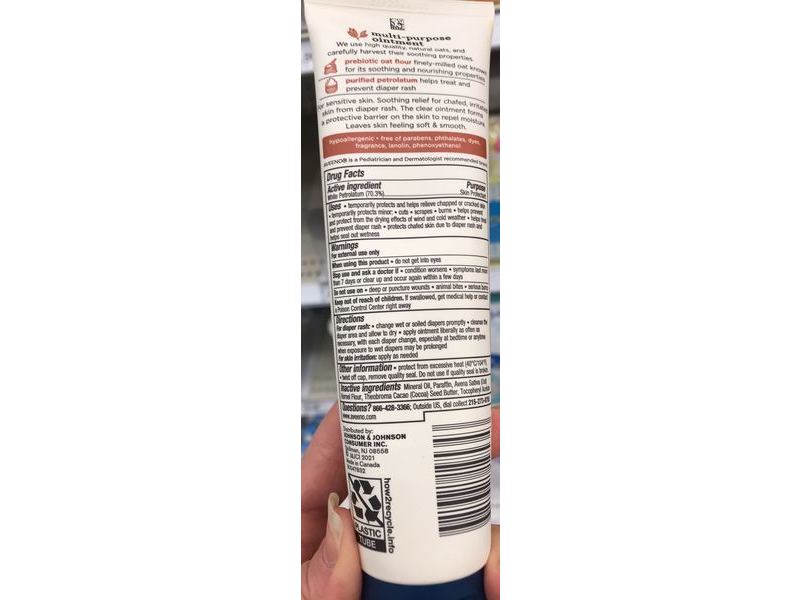 multi-purpose
ointment
We use high quality, natural oats, and
carefully harvest their soothing properties.
prebiotic oat flour finely-milled oat known
for its soothing and nourishing properties
purified petrolatum helps treat and
prevent diaper rash
For sensitive skin. Soothing relief for chafed, irritated
skin from diaper rash. The clear ointment forms
a protective barrier on the skin to repel moisture.
Leaves skin feeling soft & smooth.
hypoallergenic • free of parabens, phthalates, dyes,
fragrance, lanolin, phenoxyethanol
AVEENO® is a Pediatrician and Dermatologist recommended brand
Drug Facts
Active ingredient Purpose
White Petrolatum (70.3%) Skin Protectant
Uses • temporarily protects and helps relieve chapped or cracked skin
• temporarily protects minor: • cuts • scrapes • burns • helps prevent
and protect from the drying effects of wind and cold weather • helps treat
and prevent diaper rash • protects chafed skin due to diaper rash and
helps seal out wetness
Warnings
For external use only
When using this product • do not get into eyes
Stop use and ask a doctor if • condition worsens • symptoms last more
than 7 days or clear up and occur again within a few days
Do not use on • deep or puncture wounds • animal bites • serious burns
Keep out of reach of children. If swallowed, get medical help or contact
a Poison Control Center right away
Directions
For diaper rash: • change wet or soiled diapers promptly • cleanse the
diaper area and allow to dry • apply ointment liberally as often as
necessary, with each diaper change, especially at bedtime or anytime
when exposure to wet diapers may be prolonged
For skin irritation: apply as needed
Other information • protect from excessive heat (40°C/104°F)
• twist off cap, remove quality seal. Do not use if quality seal is broken.
Inactive ingredients Mineral Oil, Paraffin, Avena Sativa (Oat)
Kernel Flour, Theobroma Cacao (Cocoa) Seed Butter, Tocopheryl Acetate
Questions? 866-428-3366; Outside US, dial collect 215-273-
www.aveeno.com
Distributed by:
JOHNSON & JOHNSON
CONSUMER INC.
Skillman, NJ 08558
© J&JCI 2021
Made in Canada
how2recycle.info
PLASTIC
TUBE